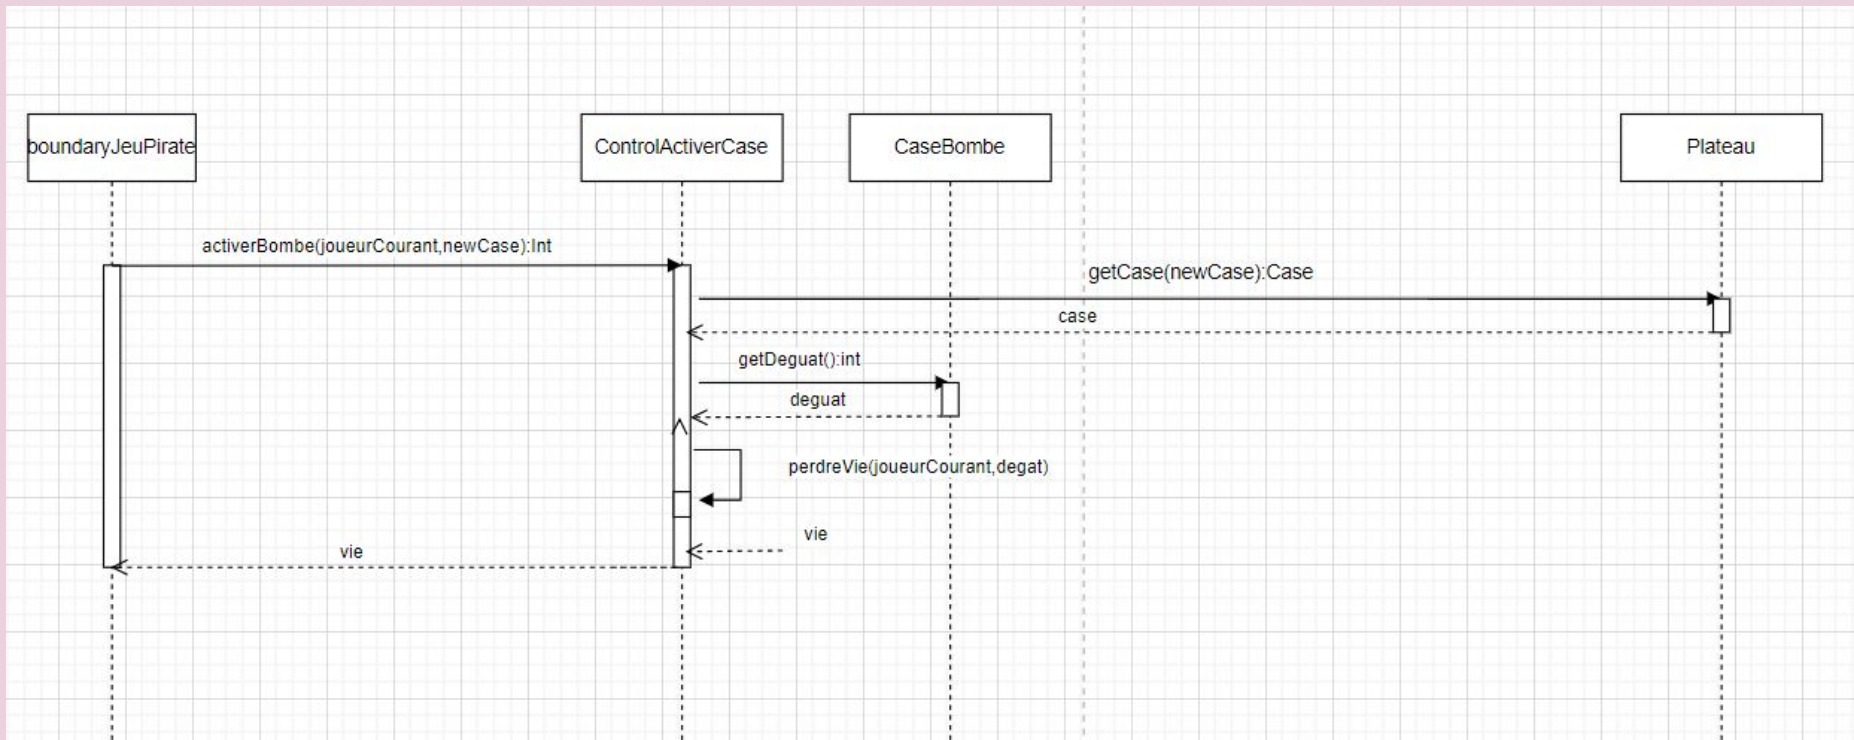 boundaryJeuPirate
ControlActiverCase
CaseBombe
Plateau
activerBombe(joueurCourant,newCase):Int
getCase(newCase):Case
case
getDeguat():int
deguat
perdreVie(joueurCourant,degat)
vie
vie